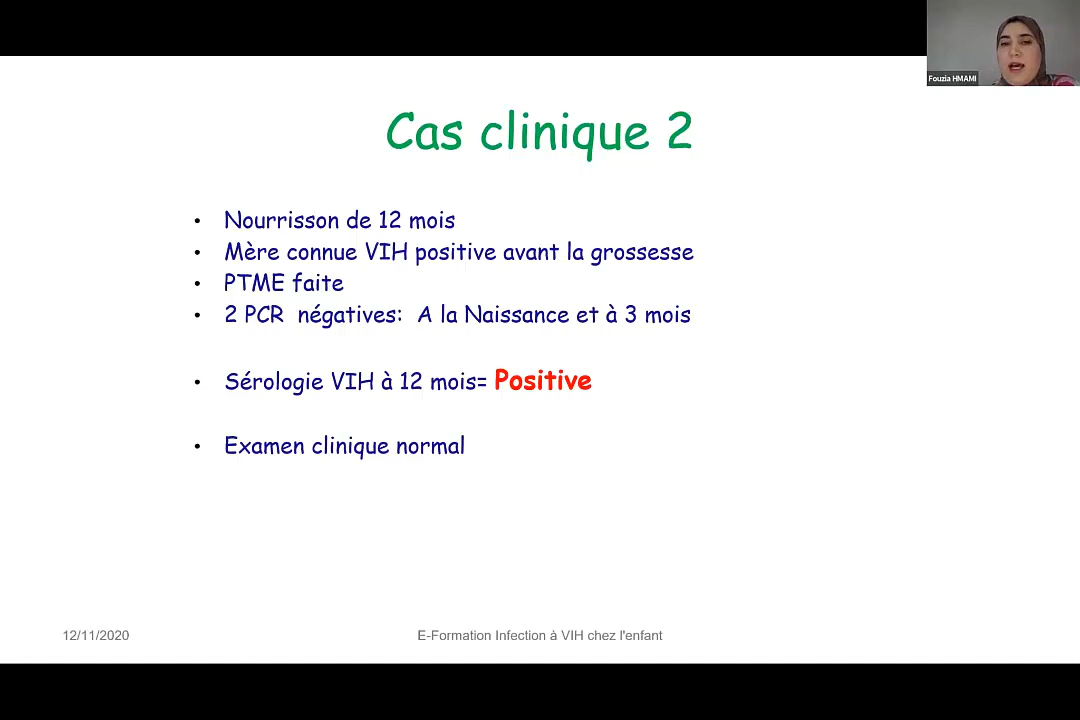 Fouzia HMAMI
Cas clinique 2
• Nourrisson de 12 mois
• Mère connue VIH positive avant la grossesse
• PTME faite
• 2 PCR négatives: A la Naissance et à 3 mois
• Sérologie VIH à 12 mois= Positive
• Examen clinique normal
12/11/2020
E-Formation Infection à VIH chez l'enfant